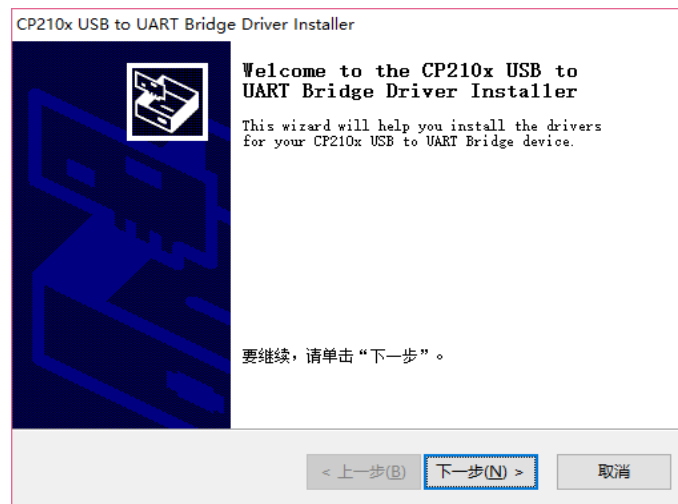 CP210x USB to UART Bridge Driver Installer
Welcome to the CP210x USB to
UART Bridge Driver Installer
This wizard will help you install the drivers
for your CP210x USB to UART Bridge device.
要继续，请单击“下一步”。
< 上一步(B)
下一步(N) >
取消